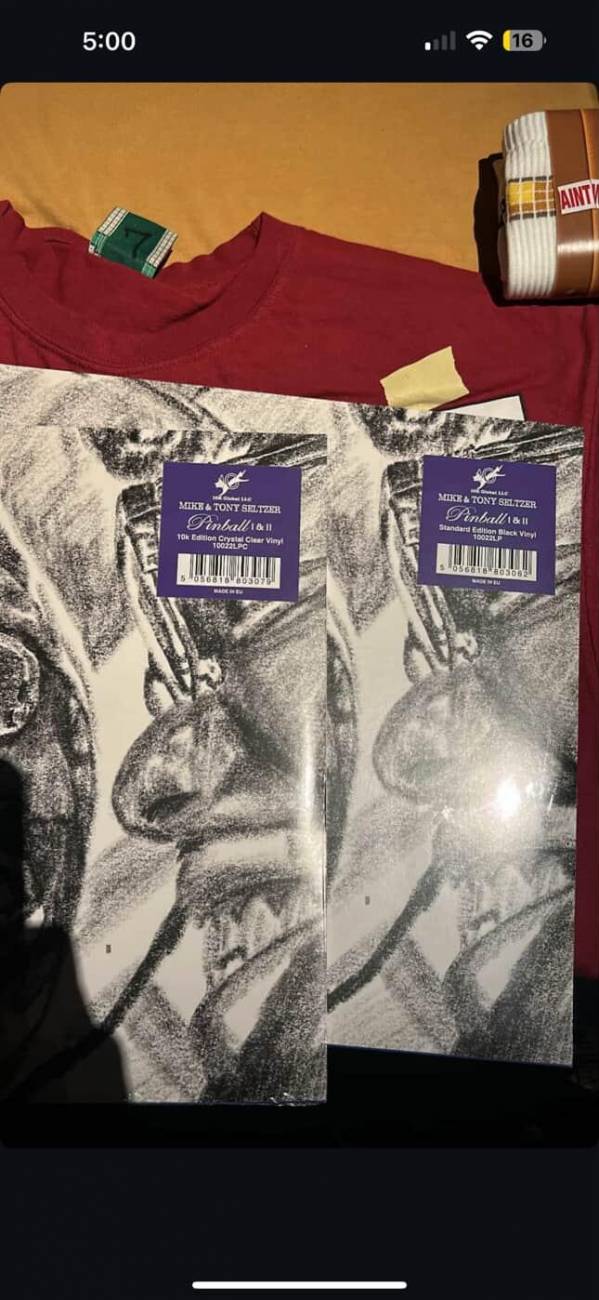 5:00
16
AINT
10K Global LLC
MIKE & TONY SELTZER
Pinball I & II
10k Edition Crystal Clear Vinyl
10022LPC
5 056818 803079
MADE IN EU
10K Global LLC
MIKE & TONY SELTZER
Pinball I & II
Standard Edition Black Vinyl
10022LP
5 056818 803062
MADE IN EU